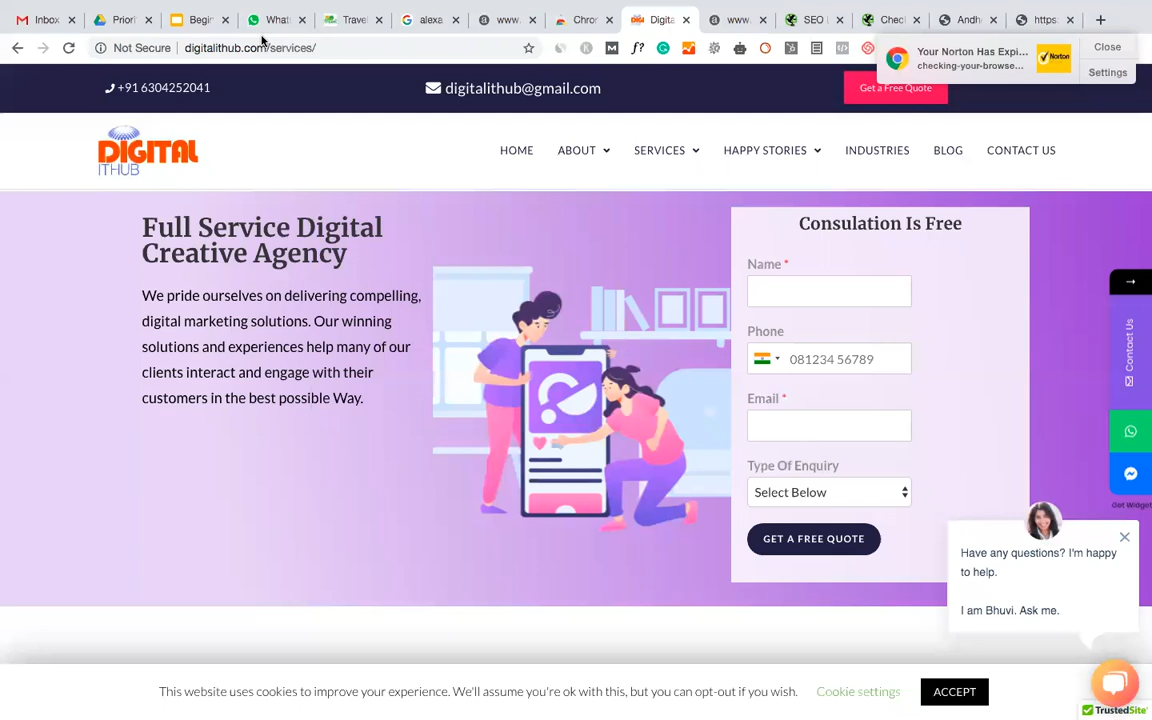 Inbox
Priori
Begin
What
Travel
alexa
www.
Chron
Digita
www.
SEO
Checl
Andh
https:
Not Secure
digitalithub.com/services/
Your Norton Has Expi...
checking-your-browse...
Norton
Close
Settings
+91 6304252041
digitalithub@gmail.com
Get a Free Quote
DIGITAL
ITHUB
HOME
ABOUT
SERVICES
HAPPY STORIES
INDUSTRIES
BLOG
CONTACT US
Full Service Digital
Creative Agency
We pride ourselves on delivering compelling,
digital marketing solutions. Our winning
solutions and experiences help many of our
clients interact and engage with their
customers in the best possible Way.
Consulation Is Free
Name *
Phone
081234 56789
Email *
Type Of Enquiry
Select Below
GET A FREE QUOTE
Contact Us
Get Widget
Have any questions? I'm happy
to help.
I am Bhuvi. Ask me.
This website uses cookies to improve your experience. We'll assume you're ok with this, but you can opt-out if you wish.
Cookie settings
ACCEPT
TrustedSite